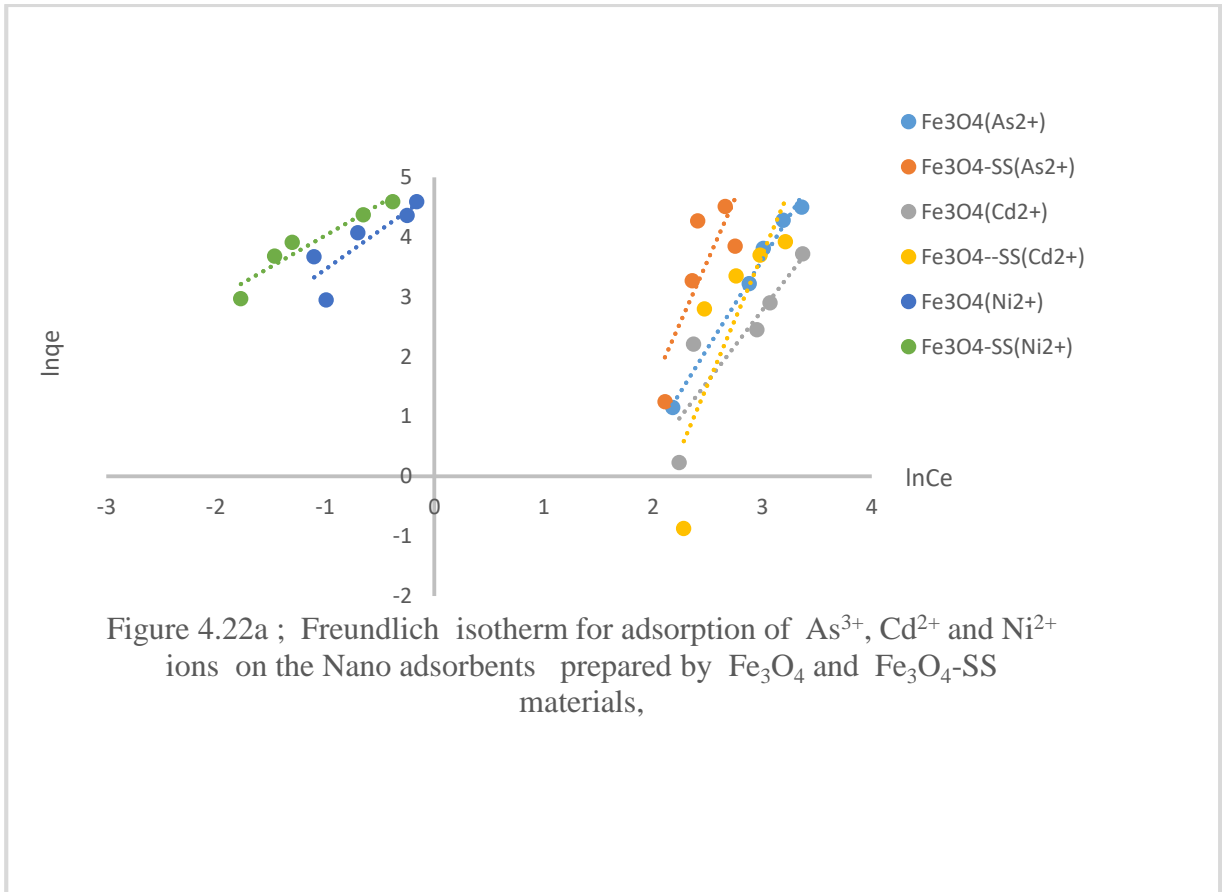 Fe3O4(As2+)
Fe3O4-SS(As2+)
Fe3O4(Cd2+)
Fe3O4--SS(Cd2+)
Fe3O4(Ni2+)
Fe3O4-SS(Ni2+)
5
4
3
2
1
0
-1
-2
lnqe
-3 -2 -1 0 1 2 3 4
lnCe
Figure 4.22a ; Freundlich isotherm for adsorption of As³⁺, Cd²⁺ and Ni²⁺
ions on the Nano adsorbents prepared by Fe₃O₄ and Fe₃O₄-SS
materials,